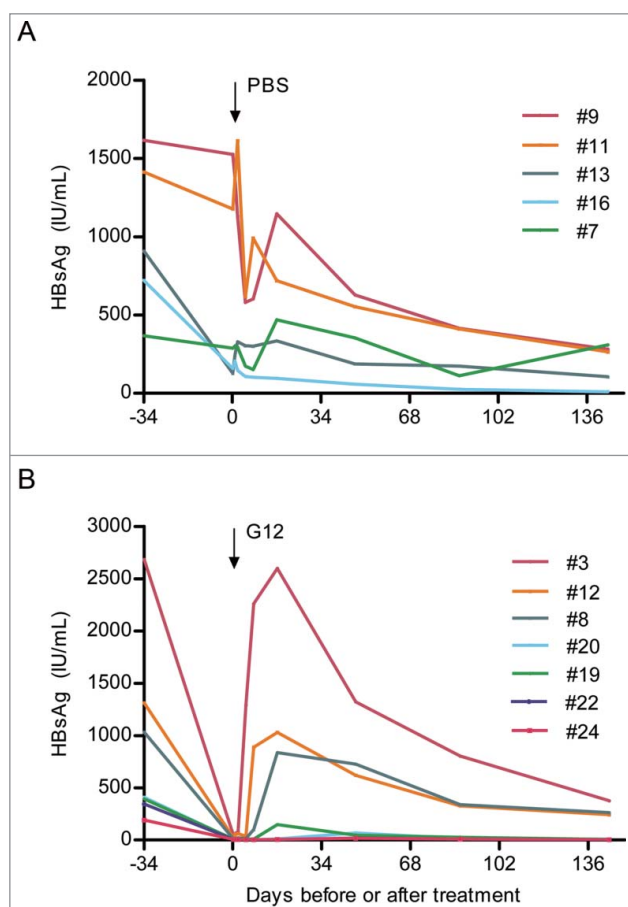 A
PBS
2000
1500
1000
500
0
HBsAg (IU/mL)
-34 0 34 68 102 136
#9
#11
#13
#16
#7
B
G12
3000
2500
2000
1500
1000
500
0
HBsAg (IU/mL)
-34 0 34 68 102 136
Days before or after treatment
#3
#12
#8
#20
#19
#22
#24